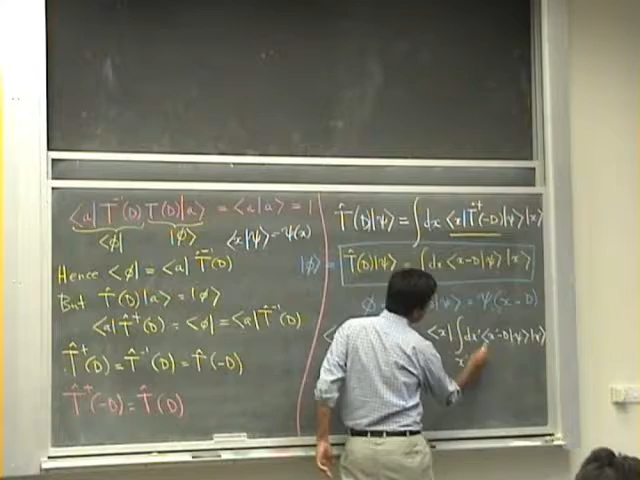 ⟨a|T̂⁻¹(D) T(D)|a⟩ = ⟨a|a⟩ = 1
⟨ϕ| |ϕ⟩ ⟨x|ψ⟩ = ψ(x)
Hence ⟨ϕ| = ⟨a|T̂⁻¹(D)
But T̂(D)|a⟩ = |ϕ⟩
⟨a|T̂⁺(D) = ⟨ϕ| = ⟨a|T̂⁻¹(D)
T̂⁺(D) = T̂⁻¹(D) = T̂(-D)
T̂⁺(-D) = T̂(D)
T̂(D)|ψ⟩ = ∫dx ⟨x|T̂⁺(-D)|ψ⟩|x⟩
|ϕ⟩ = T̂(D)|ψ⟩ = ∫dx ⟨x-D|ψ⟩|x⟩
ϕ |ψ⟩ = ψ(x-D)
⟨x|∫dx'⟨x'-D|ψ⟩|x'⟩